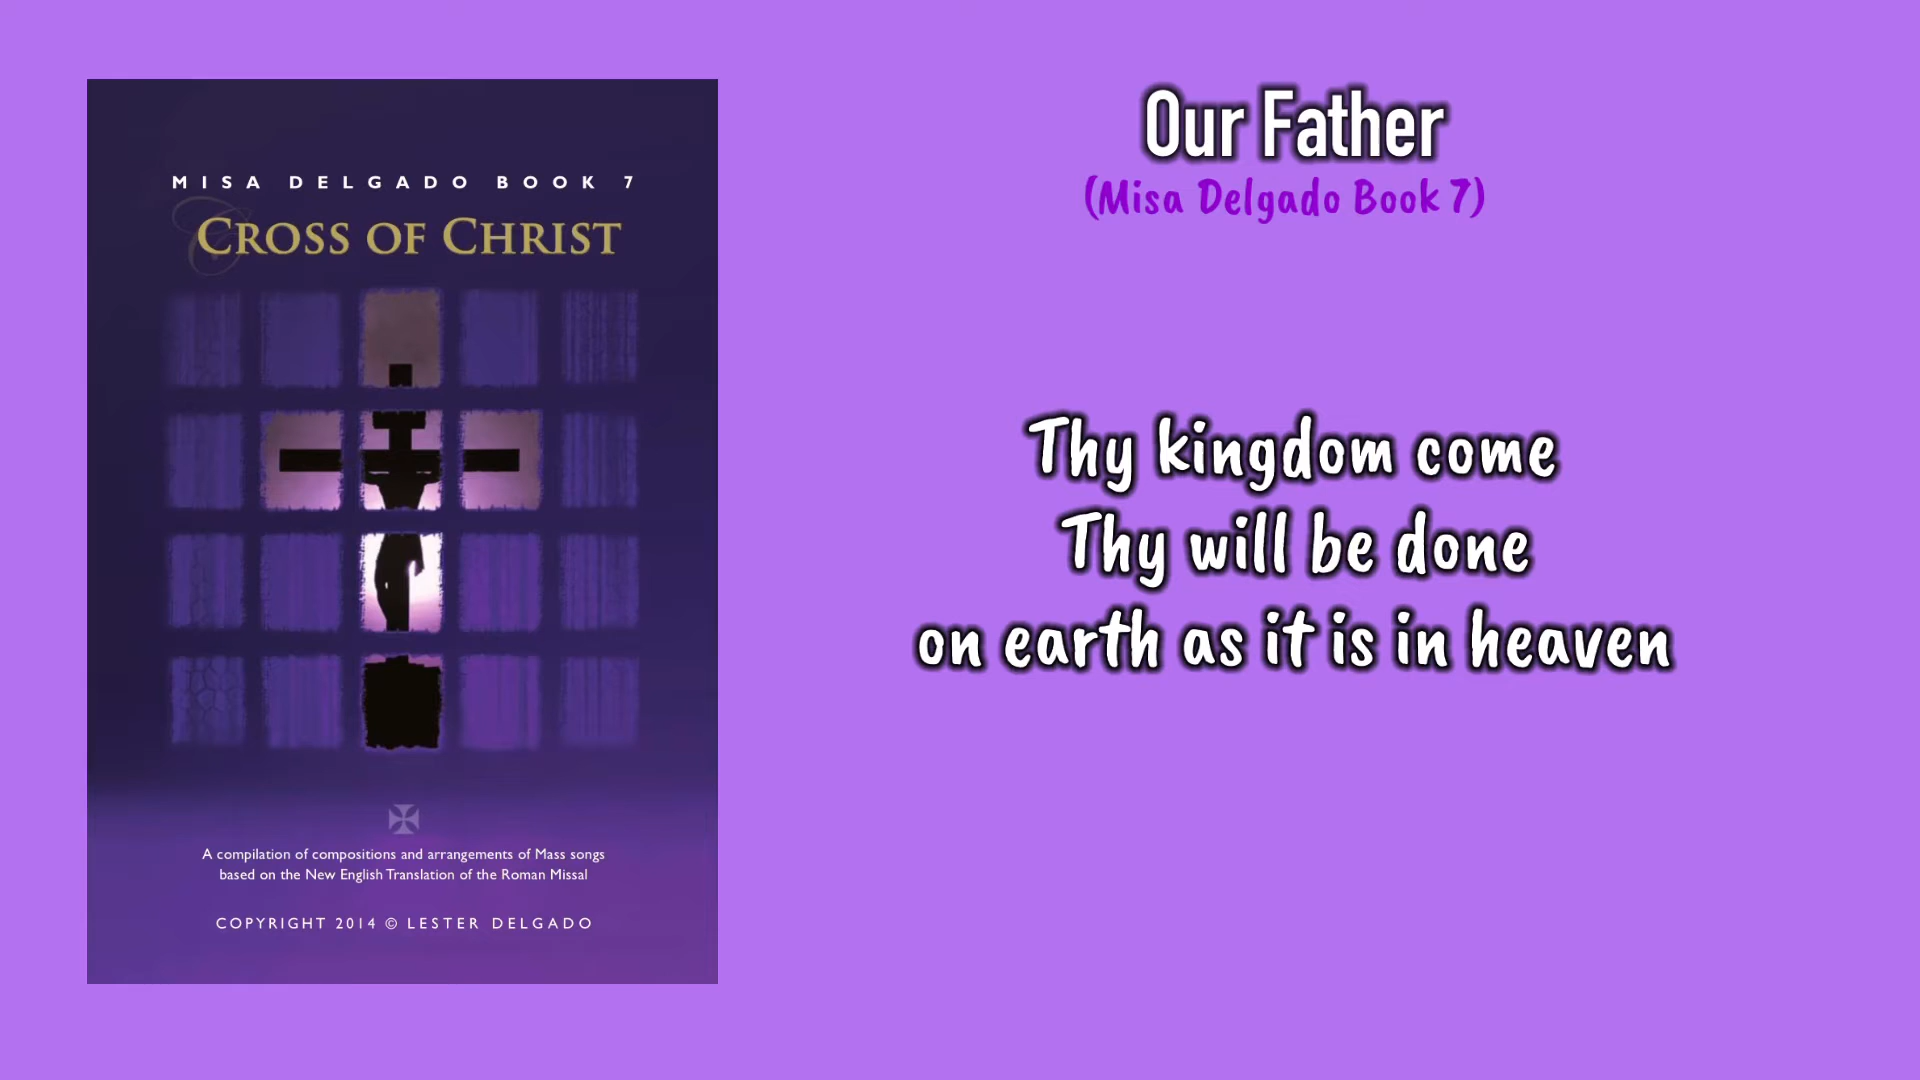 MISA DELGADO BOOK 7
CROSS OF CHRIST
A compilation of compositions and arrangements of Mass songs
based on the New English Translation of the Roman Missal
COPYRIGHT 2014 © LESTER DELGADO
Our Father
(Misa Delgado Book 7)
Thy kingdom come
Thy will be done
on earth as it is in heaven